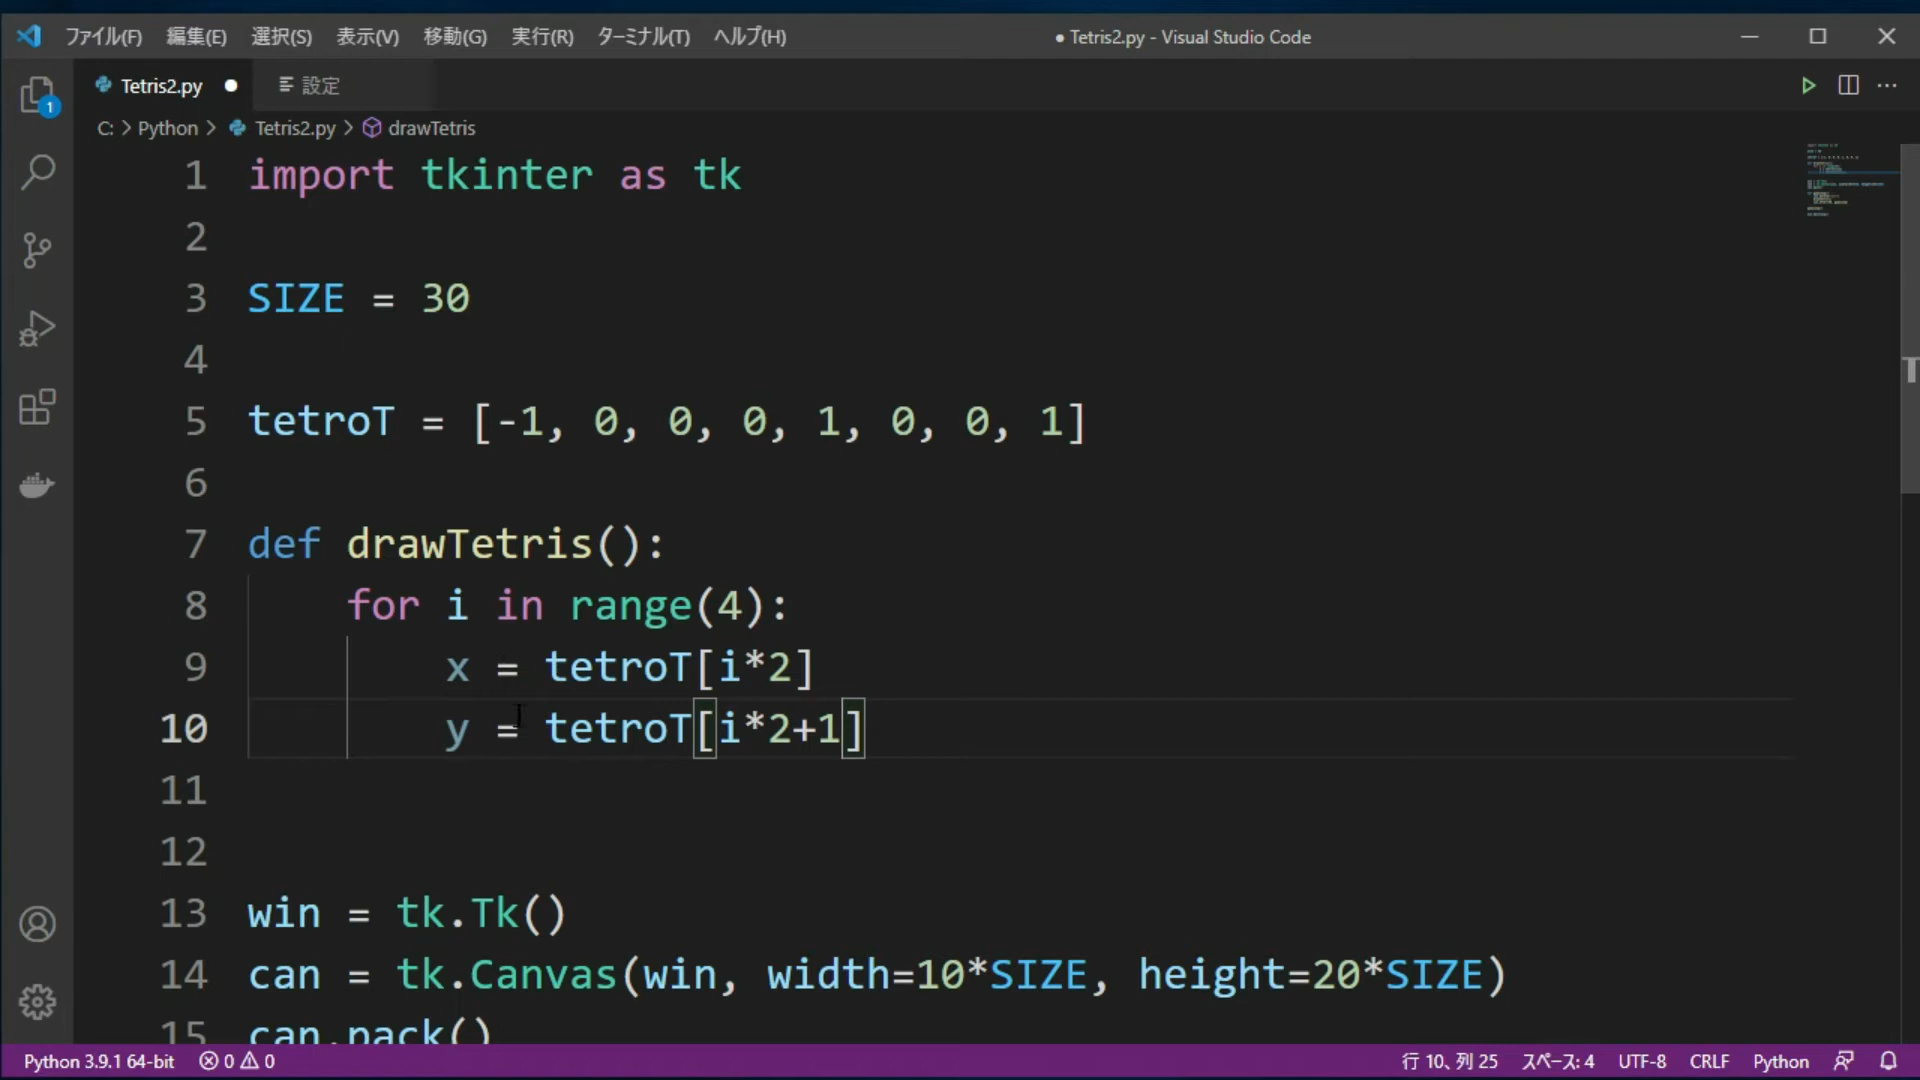 ファイル(F) 編集(E) 選択(S) 表示(V) 移動(G) 実行(R) ターミナル(T) ヘルプ(H) ● Tetris2.py - Visual Studio Code
Tetris2.py ● 設定
1
C: > Python > Tetris2.py > drawTetris
1 import tkinter as tk
2
3 SIZE = 30
4
5 tetroT = [-1, 0, 0, 0, 1, 0, 0, 1]
6
7 def drawTetris():
8 for i in range(4):
9 x = tetroT[i*2]
10 y = tetroT[i*2+1]
11
12
13 win = tk.Tk()
14 can = tk.Canvas(win, width=10*SIZE, height=20*SIZE)
15 can.pack()
Python 3.9.1 64-bit 0 0 行 10、列 25 スペース: 4 UTF-8 CRLF Python